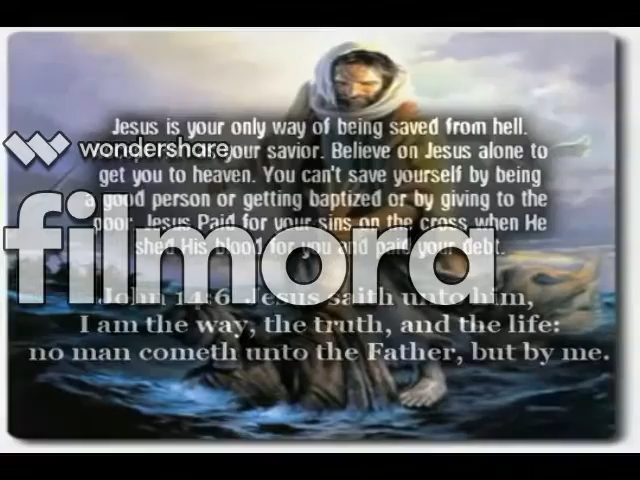 Jesus is your only way of being saved from hell.
wondershare
your savior. Believe on Jesus alone to
get you to heaven. You can't save yourself by being
a good person or getting baptized or by giving to the
poor. Jesus Paid for your sins on the cross when He
filmora
shed His blood for you and paid your debt.
John 14:6 Jesus saith unto him,
I am the way, the truth, and the life:
no man cometh unto the Father, but by me.